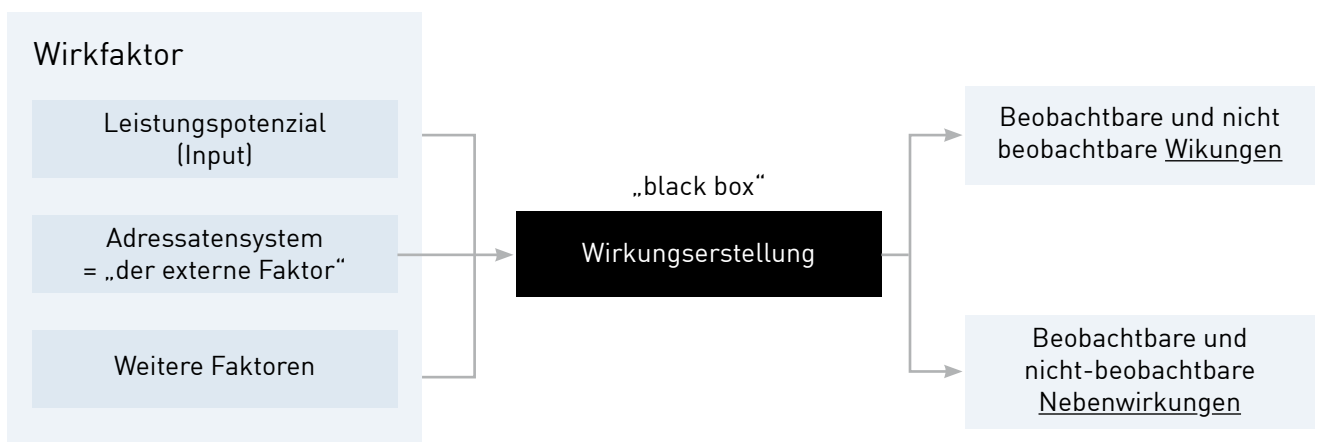 Wirkfaktor
Leistungspotenzial
(Input)
Adressatensystem
= „der externe Faktor“
Weitere Faktoren
„black box“
Wirkungserstellung
Beobachtbare und nicht
beobachtbare Wikungen
Beobachtbare und
nicht-beobachtbare
Nebenwirkungen